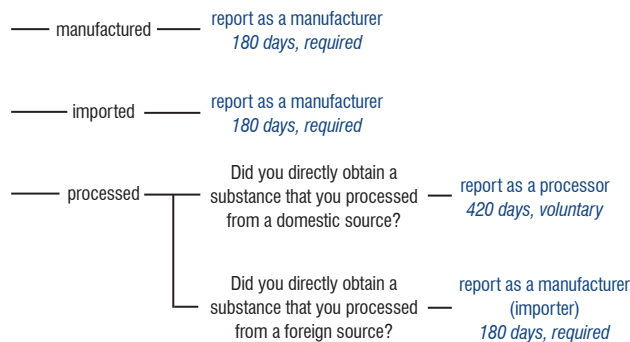 manufactured
report as a manufacturer
180 days, required
imported
report as a manufacturer
180 days, required
processed
Did you directly obtain a
substance that you processed
from a domestic source?
report as a processor
420 days, voluntary
Did you directly obtain a
substance that you processed
from a foreign source?
report as a manufacturer
(importer)
180 days, required